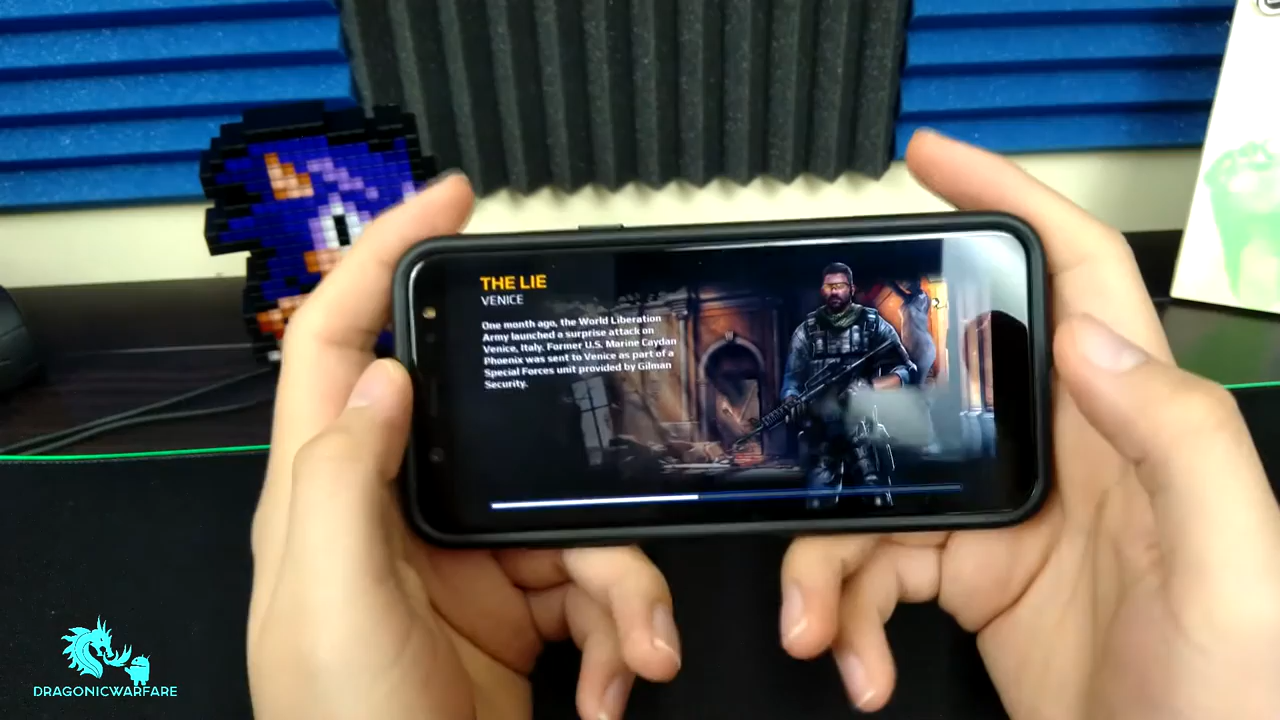 THE LIE
VENICE
One month ago, the World Liberation
Army launched a surprise attack on
Venice, Italy. Former U.S. Marine Caydan
Phoenix was sent to Venice as part of a
Special Forces unit provided by Gilman
Security.
DRAGONICWARFARE